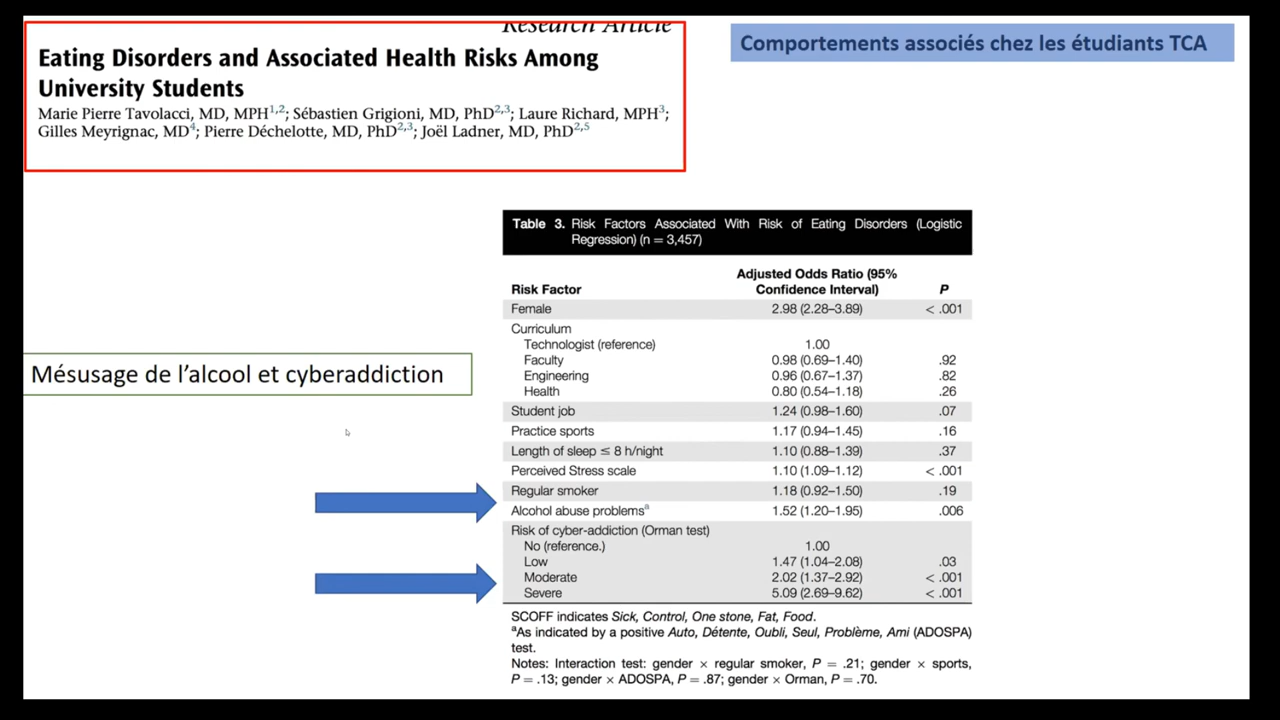 Research Article
Eating Disorders and Associated Health Risks Among
University Students
Marie Pierre Tavolacci, MD, MPH1,2; Sébastien Grigioni, MD, PhD2,3; Laure Richard, MPH3;
Gilles Meyrignac, MD4; Pierre Déchelotte, MD, PhD2,3; Joël Ladner, MD, PhD2,5
Comportements associés chez les étudiants TCA
Mésusage de l’alcool et cyberaddiction
Table 3. Risk Factors Associated With Risk of Eating Disorders (Logistic
Regression) (n = 3,457)
Adjusted Odds Ratio (95%
Risk Factor Confidence Interval) P
Female 2.98 (2.28–3.89) < .001
Curriculum
Technologist (reference) 1.00
Faculty 0.98 (0.69–1.40) .92
Engineering 0.96 (0.67–1.37) .82
Health 0.80 (0.54–1.18) .26
Student job 1.24 (0.98–1.60) .07
Practice sports 1.17 (0.94–1.45) .16
Length of sleep ≤ 8 h/night 1.10 (0.88–1.39) .37
Perceived Stress scale 1.10 (1.09–1.12) < .001
Regular smoker 1.18 (0.92–1.50) .19
Alcohol abuse problemsa 1.52 (1.20–1.95) .006
Risk of cyber-addiction (Orman test)
No (reference.) 1.00
Low 1.47 (1.04–2.08) .03
Moderate 2.02 (1.37–2.92) < .001
Severe 5.09 (2.69–9.62) < .001
SCOFF indicates Sick, Control, One stone, Fat, Food.
aAs indicated by a positive Auto, Détente, Oubli, Seul, Problème, Ami (ADOSPA)
test.
Notes: Interaction test: gender × regular smoker, P = .21; gender × sports,
P = .13; gender × ADOSPA, P = .87; gender × Orman, P = .70.